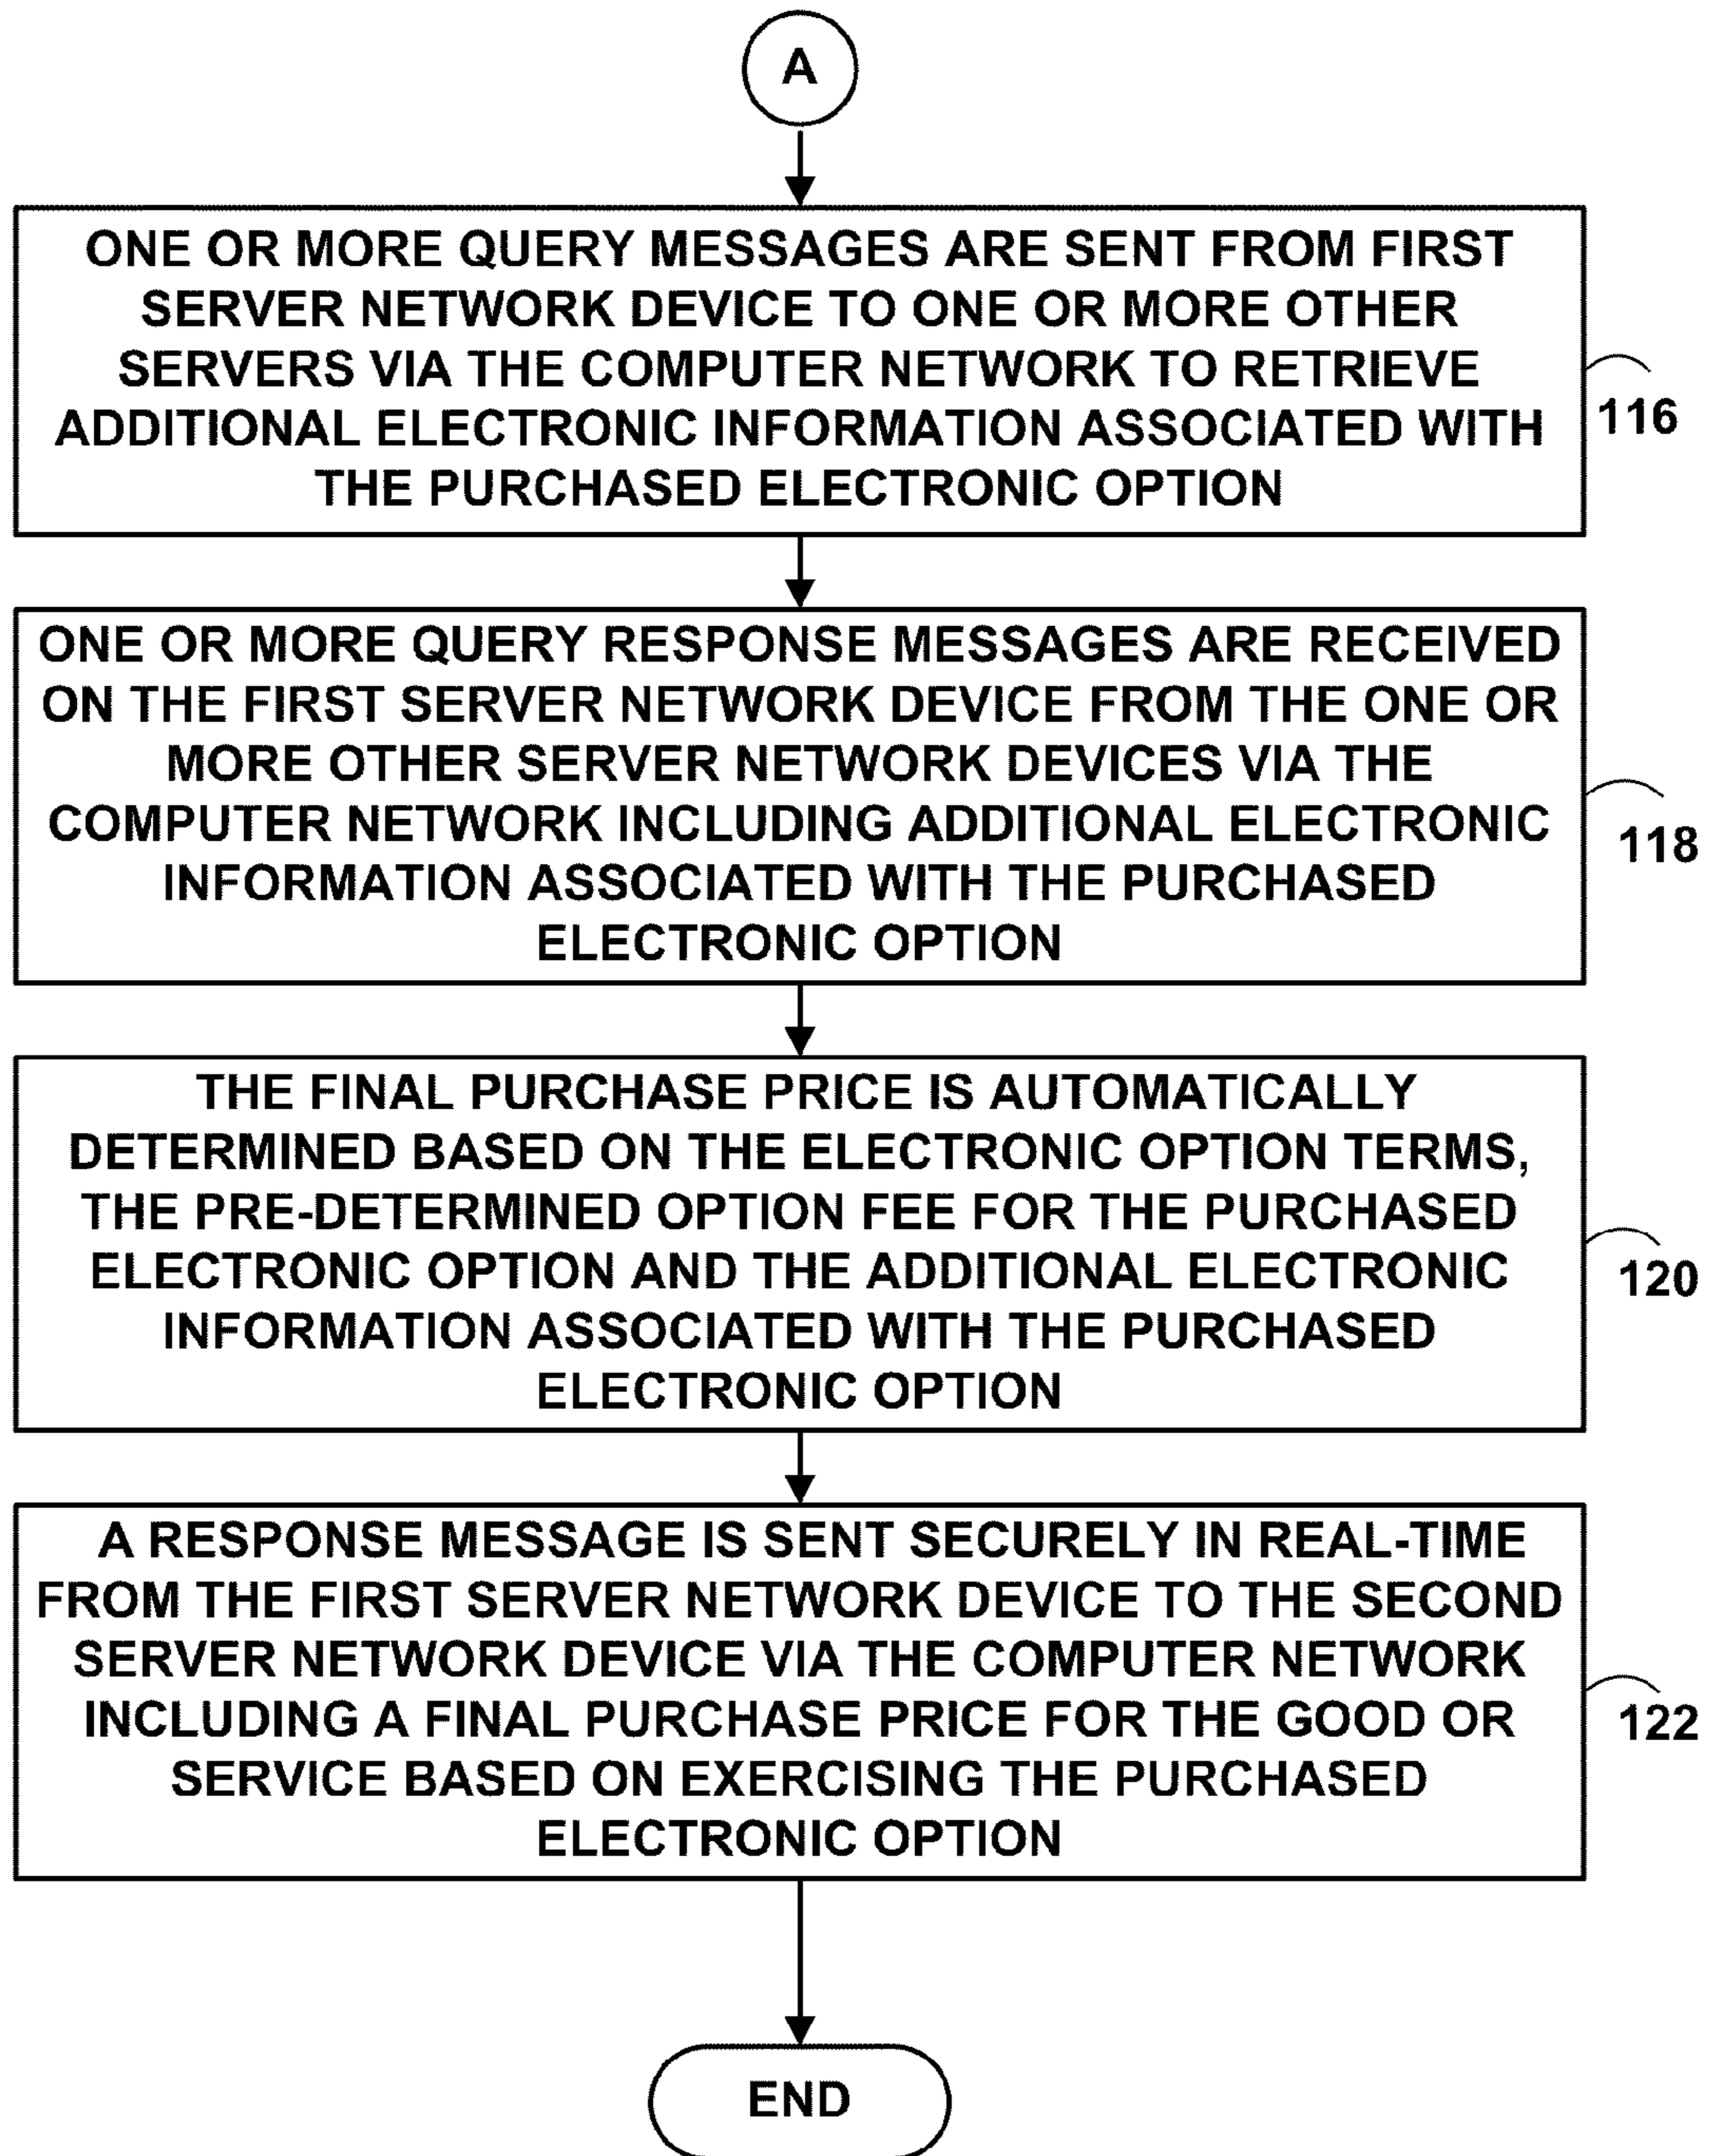 A
ONE OR MORE QUERY MESSAGES ARE SENT FROM FIRST
SERVER NETWORK DEVICE TO ONE OR MORE OTHER
SERVERS VIA THE COMPUTER NETWORK TO RETRIEVE
ADDITIONAL ELECTRONIC INFORMATION ASSOCIATED WITH
THE PURCHASED ELECTRONIC OPTION
116
ONE OR MORE QUERY RESPONSE MESSAGES ARE RECEIVED
ON THE FIRST SERVER NETWORK DEVICE FROM THE ONE OR
MORE OTHER SERVER NETWORK DEVICES VIA THE
COMPUTER NETWORK INCLUDING ADDITIONAL ELECTRONIC
INFORMATION ASSOCIATED WITH THE PURCHASED
ELECTRONIC OPTION
118
THE FINAL PURCHASE PRICE IS AUTOMATICALLY
DETERMINED BASED ON THE ELECTRONIC OPTION TERMS,
THE PRE-DETERMINED OPTION FEE FOR THE PURCHASED
ELECTRONIC OPTION AND THE ADDITIONAL ELECTRONIC
INFORMATION ASSOCIATED WITH THE PURCHASED
ELECTRONIC OPTION
120
A RESPONSE MESSAGE IS SENT SECURELY IN REAL-TIME
FROM THE FIRST SERVER NETWORK DEVICE TO THE SECOND
SERVER NETWORK DEVICE VIA THE COMPUTER NETWORK
INCLUDING A FINAL PURCHASE PRICE FOR THE GOOD OR
SERVICE BASED ON EXERCISING THE PURCHASED
ELECTRONIC OPTION
122
END